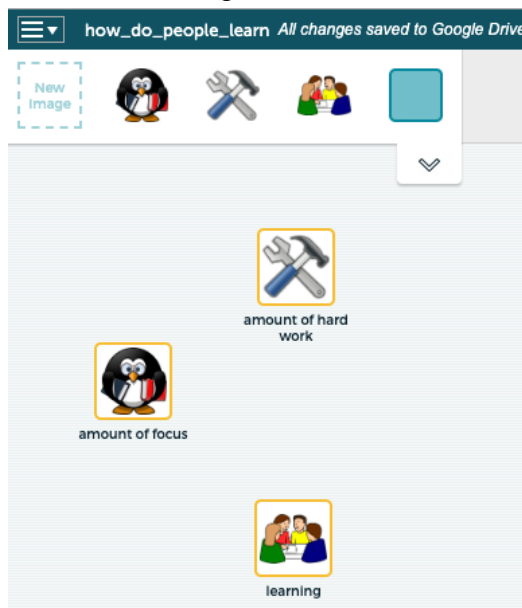 how_do_people_learn All changes saved to Google Drive
New
Image
amount of hard
work
amount of focus
learning